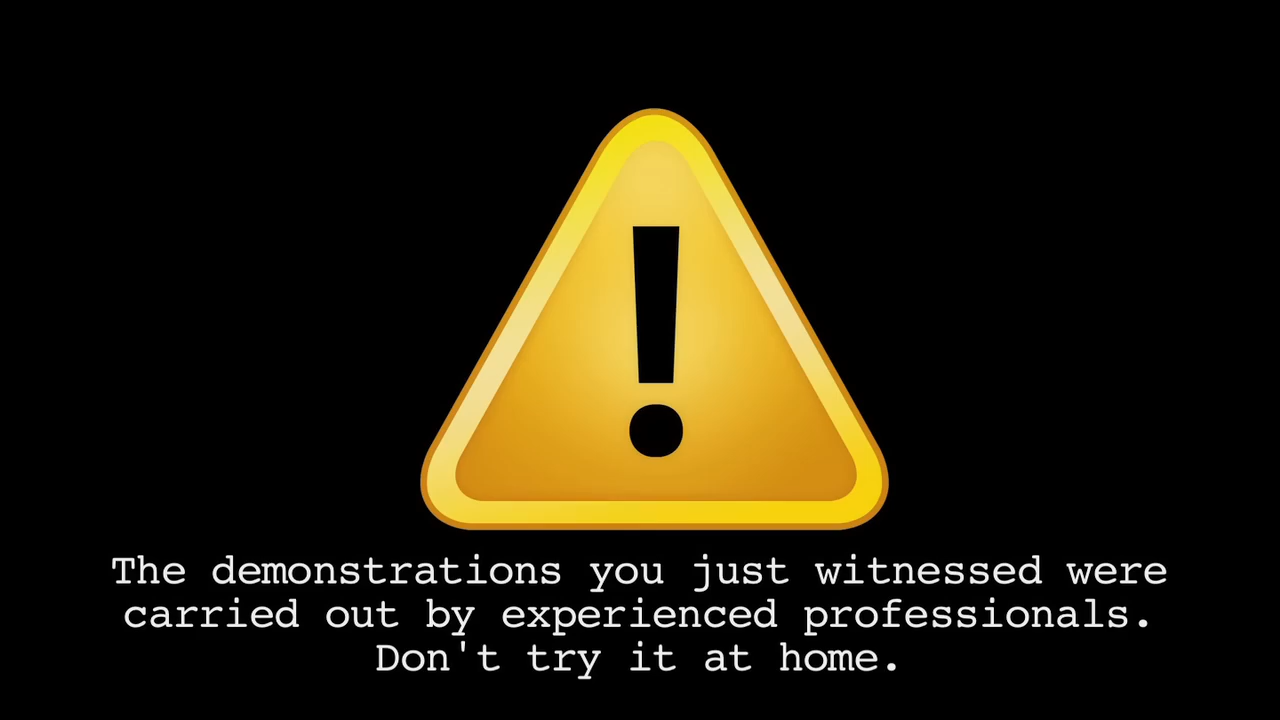 The demonstrations you just witnessed were
carried out by experienced professionals.
Don't try it at home.